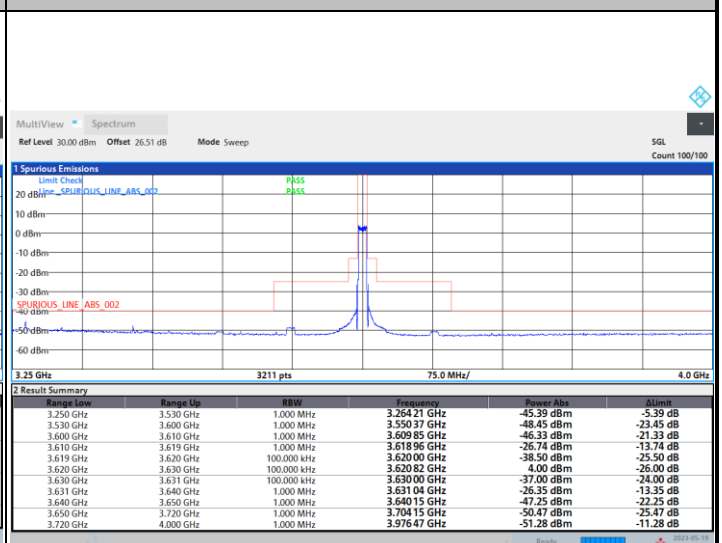 MultiView Spectrum
Ref Level 30.00 dBm Offset 26.51 dB Mode Sweep SGL
Count 100/100
1 Spurious Emissions
Limit Check PASS
Line _SPURIOUS_LINE_ABS_002 PASS
20 dBm
10 dBm
0 dBm
-10 dBm
-20 dBm
-30 dBm
SPURIOUS_LINE_ABS_002
-40 dBm
-50 dBm
-60 dBm
3.25 GHz 3211 pts 75.0 MHz/ 4.0 GHz
2 Result Summary
Range Low Range Up RBW Frequency Power Abs ΔLimit
3.250 GHz 3.530 GHz 1.000 MHz 3.264 21 GHz -45.39 dBm -5.39 dB
3.530 GHz 3.600 GHz 1.000 MHz 3.550 37 GHz -48.45 dBm -23.45 dB
3.600 GHz 3.610 GHz 1.000 MHz 3.609 85 GHz -46.33 dBm -21.33 dB
3.610 GHz 3.619 GHz 1.000 MHz 3.618 96 GHz -26.74 dBm -13.74 dB
3.619 GHz 3.620 GHz 100.000 kHz 3.620 00 GHz -38.50 dBm -25.50 dB
3.620 GHz 3.630 GHz 100.000 kHz 3.620 82 GHz 4.00 dBm -26.00 dB
3.630 GHz 3.631 GHz 100.000 kHz 3.630 00 GHz -37.00 dBm -24.00 dB
3.631 GHz 3.640 GHz 1.000 MHz 3.631 04 GHz -26.35 dBm -13.35 dB
3.640 GHz 3.650 GHz 1.000 MHz 3.640 15 GHz -47.25 dBm -22.25 dB
3.650 GHz 3.720 GHz 1.000 MHz 3.704 15 GHz -50.47 dBm -25.47 dB
3.720 GHz 4.000 GHz 1.000 MHz 3.976 47 GHz -51.28 dBm -11.28 dB
Ready 2023-05-19